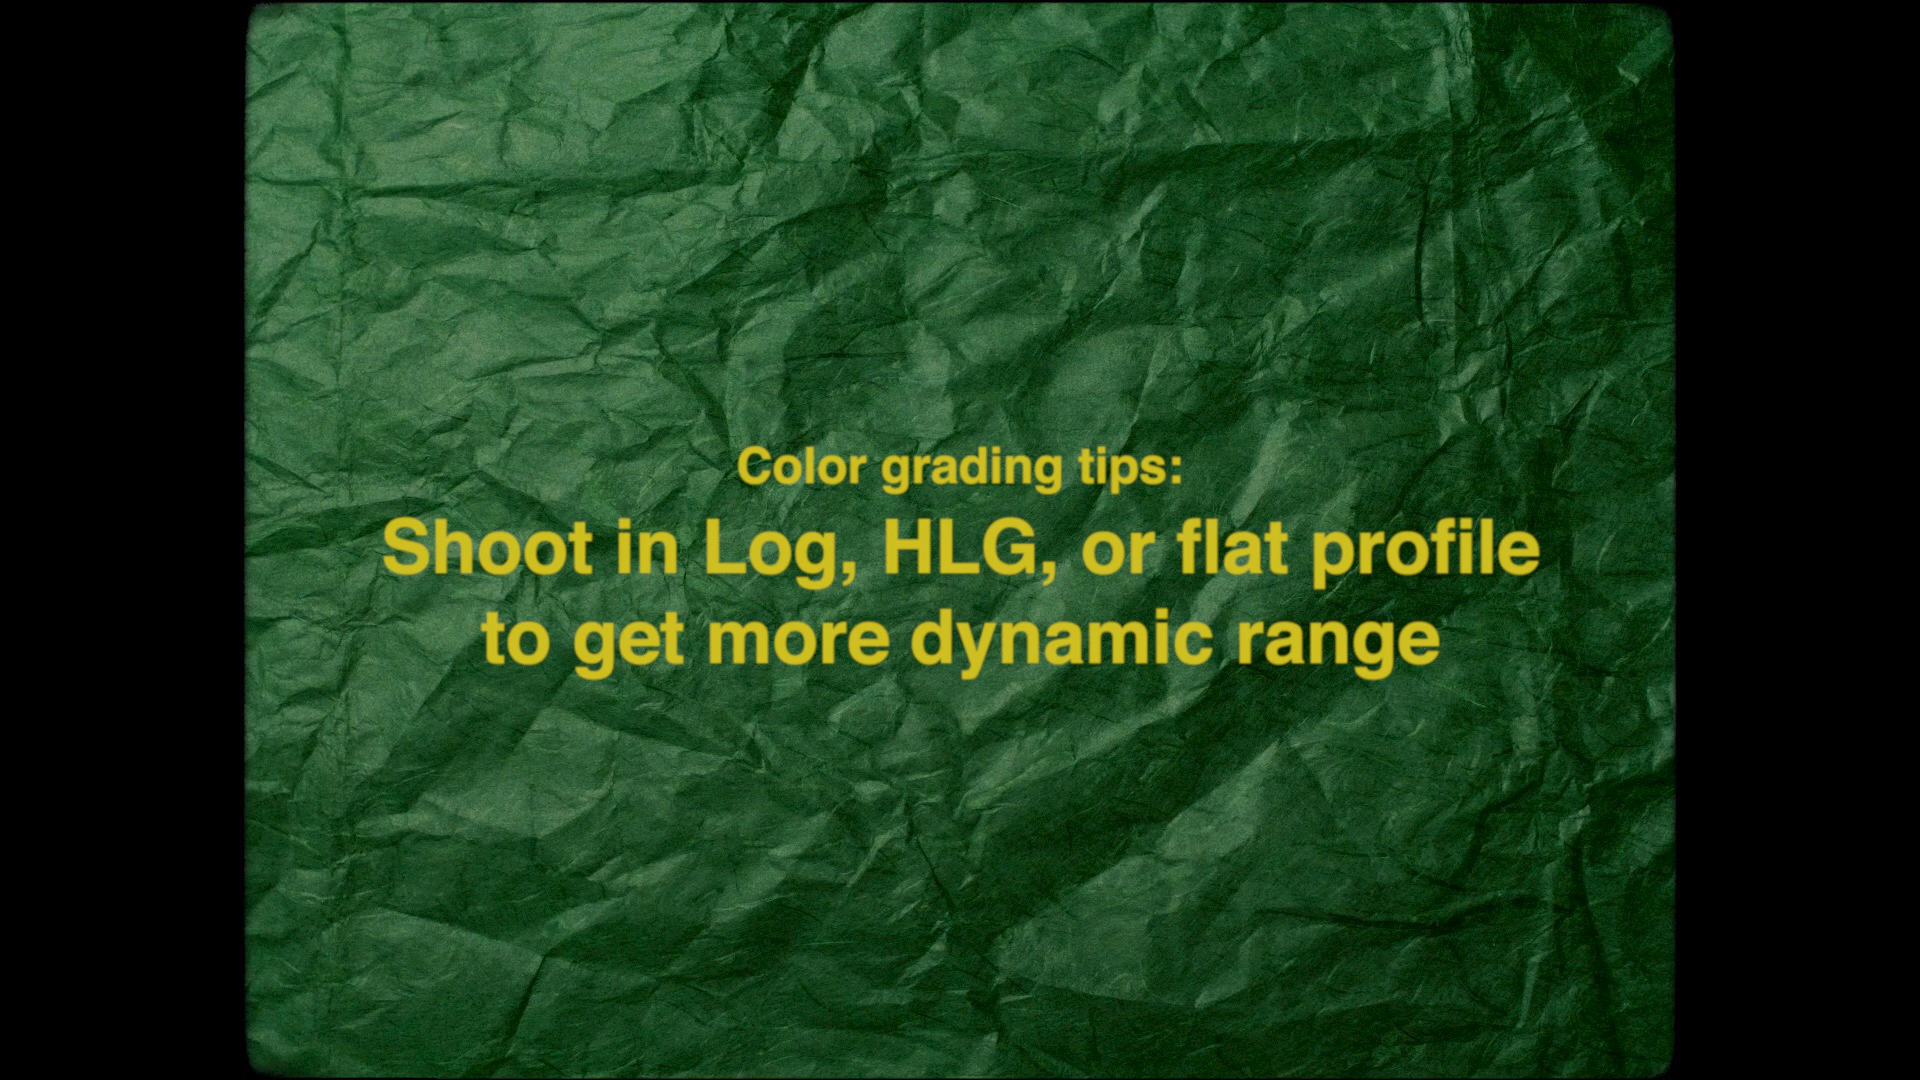 Color grading tips:
Shoot in Log, HLG, or flat profile
to get more dynamic range